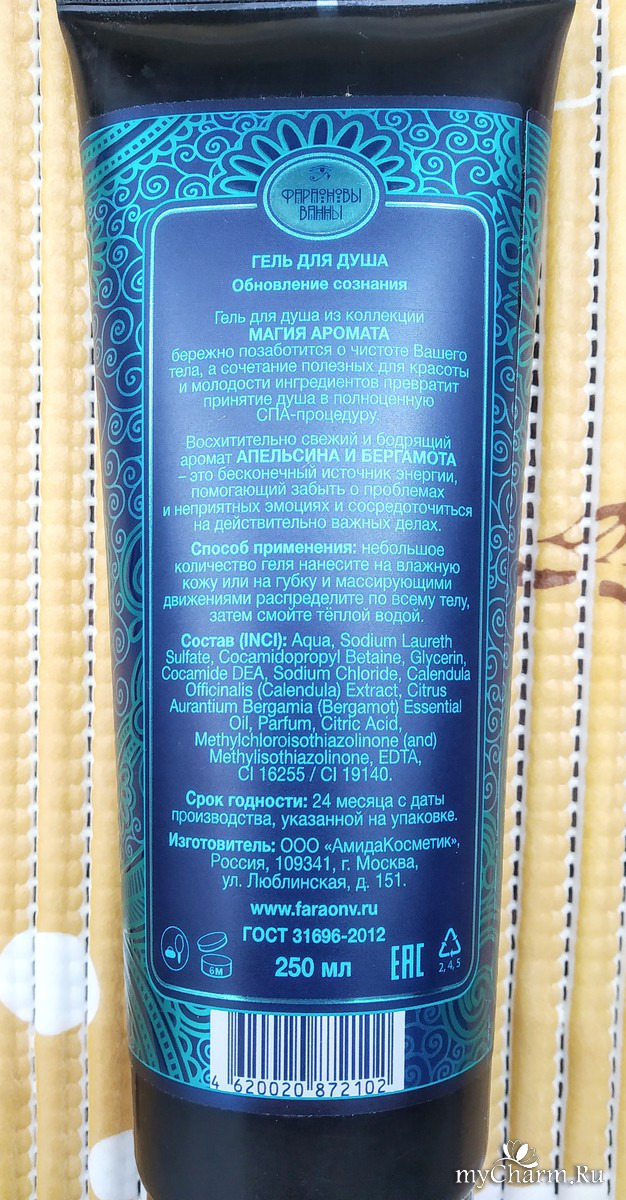 ФАРАОНОВЫ
ВАННЫ
ГЕЛЬ ДЛЯ ДУША
Обновление сознания
Гель для душа из коллекции
МАГИЯ АРОМАТА
бережно позаботится о чистоте Вашего
тела, а сочетание полезных для красоты
и молодости ингредиентов превратит
принятие душа в полноценную
СПА-процедуру.
Восхитительно свежий и бодрящий
аромат АПЕЛЬСИНА И БЕРГАМОТА
– это бесконечный источник энергии,
помогающий забыть о проблемах
и неприятных эмоциях и сосредоточиться
на действительно важных делах.
Способ применения: небольшое
количество геля нанесите на влажную
кожу или на губку и массирующими
движениями распределите по всему телу,
затем смойте тёплой водой.
Состав (INCI): Aqua, Sodium Laureth
Sulfate, Cocamidopropyl Betaine, Glycerin,
Cocamide DEA, Sodium Chloride, Calendula
Officinalis (Calendula) Extract, Citrus
Aurantium Bergamia (Bergamot) Essential
Oil, Parfum, Citric Acid,
Methylchloroisothiazolinone (and)
Methylisothiazolinone, EDTA,
CI 16255 / CI 19140.
Срок годности: 24 месяца с даты
производства, указанной на упаковке.
Изготовитель: ООО «АмидаКосметик»,
Россия, 109341, г. Москва,
ул. Люблинская, д. 151.
www.faraonv.ru
ГОСТ 31696-2012
6M
250 мл
EAC
2, 4, 5
4 620020 872102
myCharm.Ru